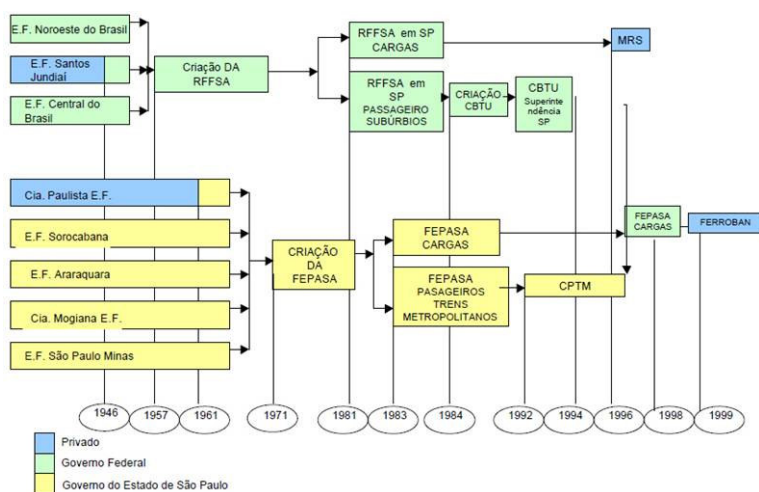 E.F. Noroeste do Brasil
E.F. Santos
Jundiaí
E.F. Central do
Brasil
Criação DA
RFFSA
RFFSA em SP
CARGAS
MRS
RFFSA em
SP
PASSAGEIRO
SUBÚRBIOS
CRIAÇÃO
CBTU
CBTU
Superinte
ndência
SP
Cia. Paulista E.F.
E.F. Sorocabana
E.F. Araraquara
Cia. Mogiana E.F.
E.F. São Paulo Minas
CRIAÇÃO
DA
FEPASA
FEPASA
CARGAS
FEPASA
PASAGEIROS
TRENS
METROPOLITANOS
CPTM
FEPASA
CARGAS
FERROBAN
1946
1957
1961
1971
1981
1983
1984
1992
1994
1996
1998
1999
Privado
Governo Federal
Governo do Estado de São Paulo